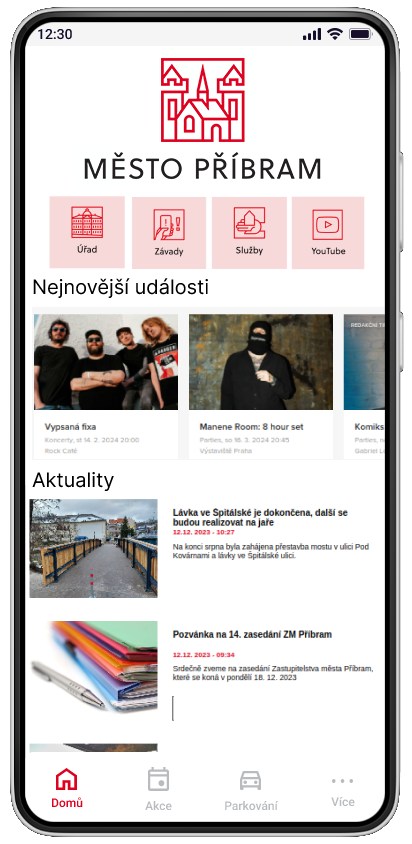 12:30
MĚSTO PŘÍBRAM
Úřad
Závady
Služby
YouTube
Nejnovější události
REDAKČNÍ TI
Vypsaná fixa
Koncerty, st 14. 2. 2024 20:00
Rock Café
Manene Room: 8 hour set
Parties, so 16. 3. 2024 20:45
Výstaviště Praha
Komiks
Parties, n
Gabriel Lo
Aktuality
Lávka ve Spitálské je dokončena, další se
budou realizovat na jaře
12.12. 2023 - 10:27
Na konci srpna byla zahájena přestavba mostu v ulici Pod
Kovárnami a lávky ve Špitálské ulici.
Pozvánka na 14. zasedání ZM Příbram
12.12. 2023 - 09:34
Srdečně zveme na zasedání Zastupitelstva města Příbram,
které se koná v pondělí 18. 12. 2023
Domů
Akce
Parkování
Více